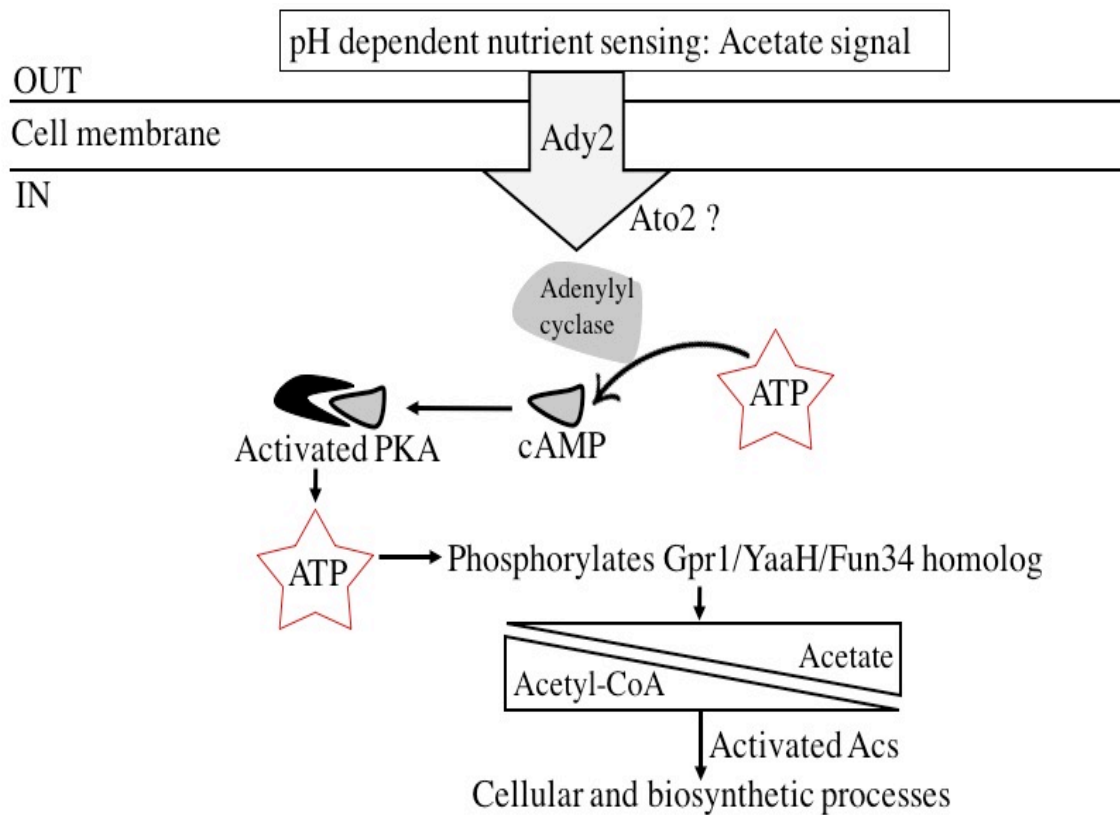 pH dependent nutrient sensing: Acetate signal
OUT
Cell membrane
Ady2
IN
Ato2 ?
Adenylyl
cyclase
ATP
Activated PKA
cAMP
ATP
Phosphorylates Gpr1/YaaH/Fun34 homolog
Acetate
Acetyl-CoA
Activated Acs
Cellular and biosynthetic processes